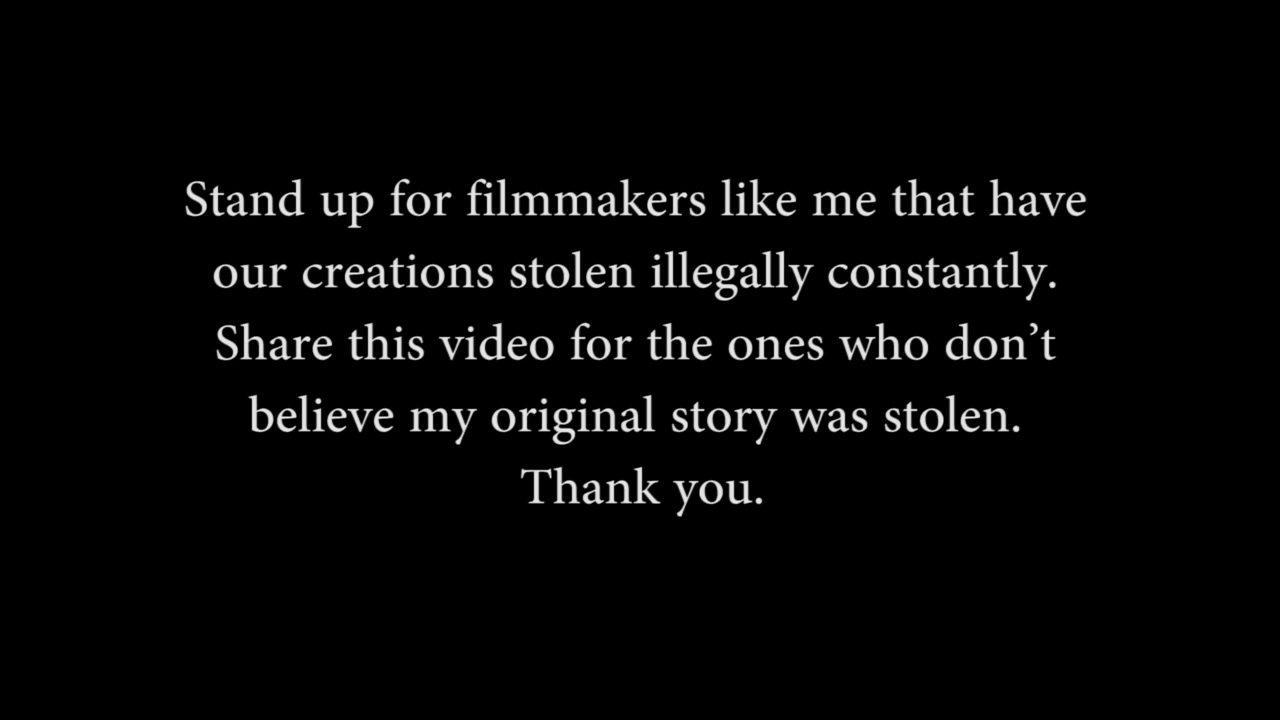 Stand up for filmmakers like me that have
our creations stolen illegally constantly.
Share this video for the ones who don’t
believe my original story was stolen.
Thank you.